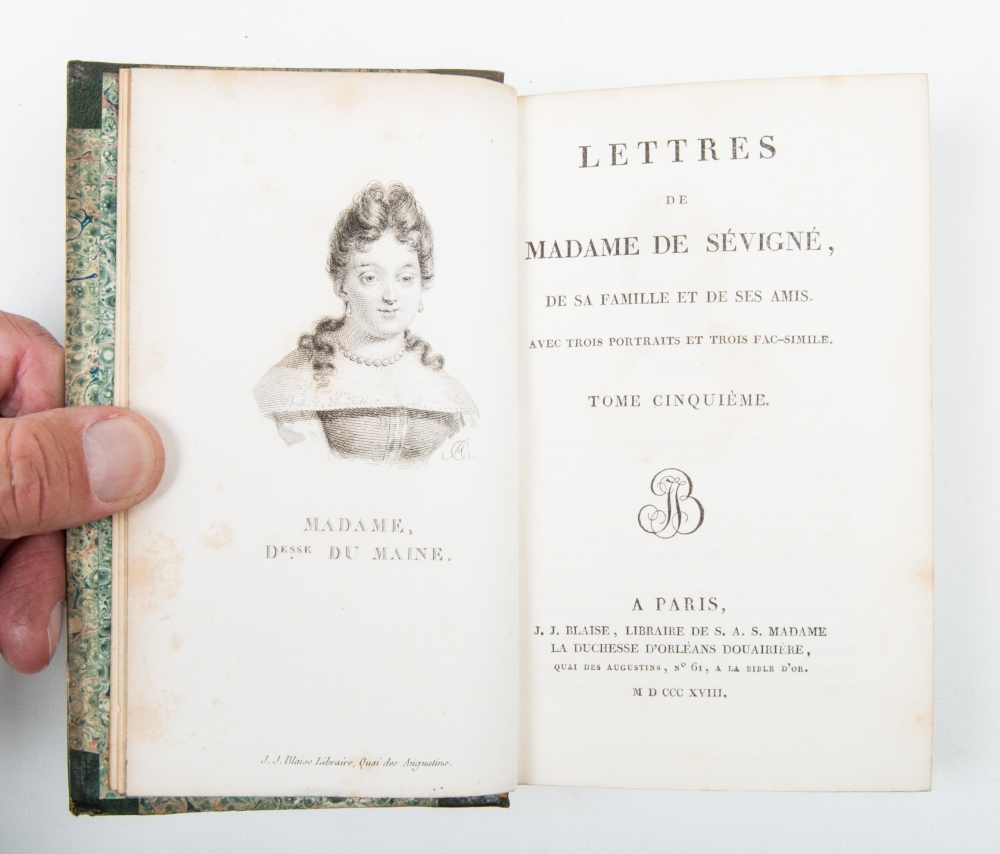 MADAME,
Dᴱˢˢᴱ DU MAINE.
J. J. Blaise Libraire, Quai des Augustins.
LETTRES
DE
MADAME DE SÉVIGNÉ,
DE SA FAMILLE ET DE SES AMIS.
AVEC TROIS PORTRAITS ET TROIS FAC-SIMILE.
TOME CINQUIÈME.
JB
A PARIS,
J. J. BLAISE, LIBRAIRE DE S. A. S. MADAME
LA DUCHESSE D'ORLÉANS DOUAIRIÈRE,
QUAI DES AUGUSTINS, Nº 61, A LA BIBLE D'OR.
M D CCC XVIII.